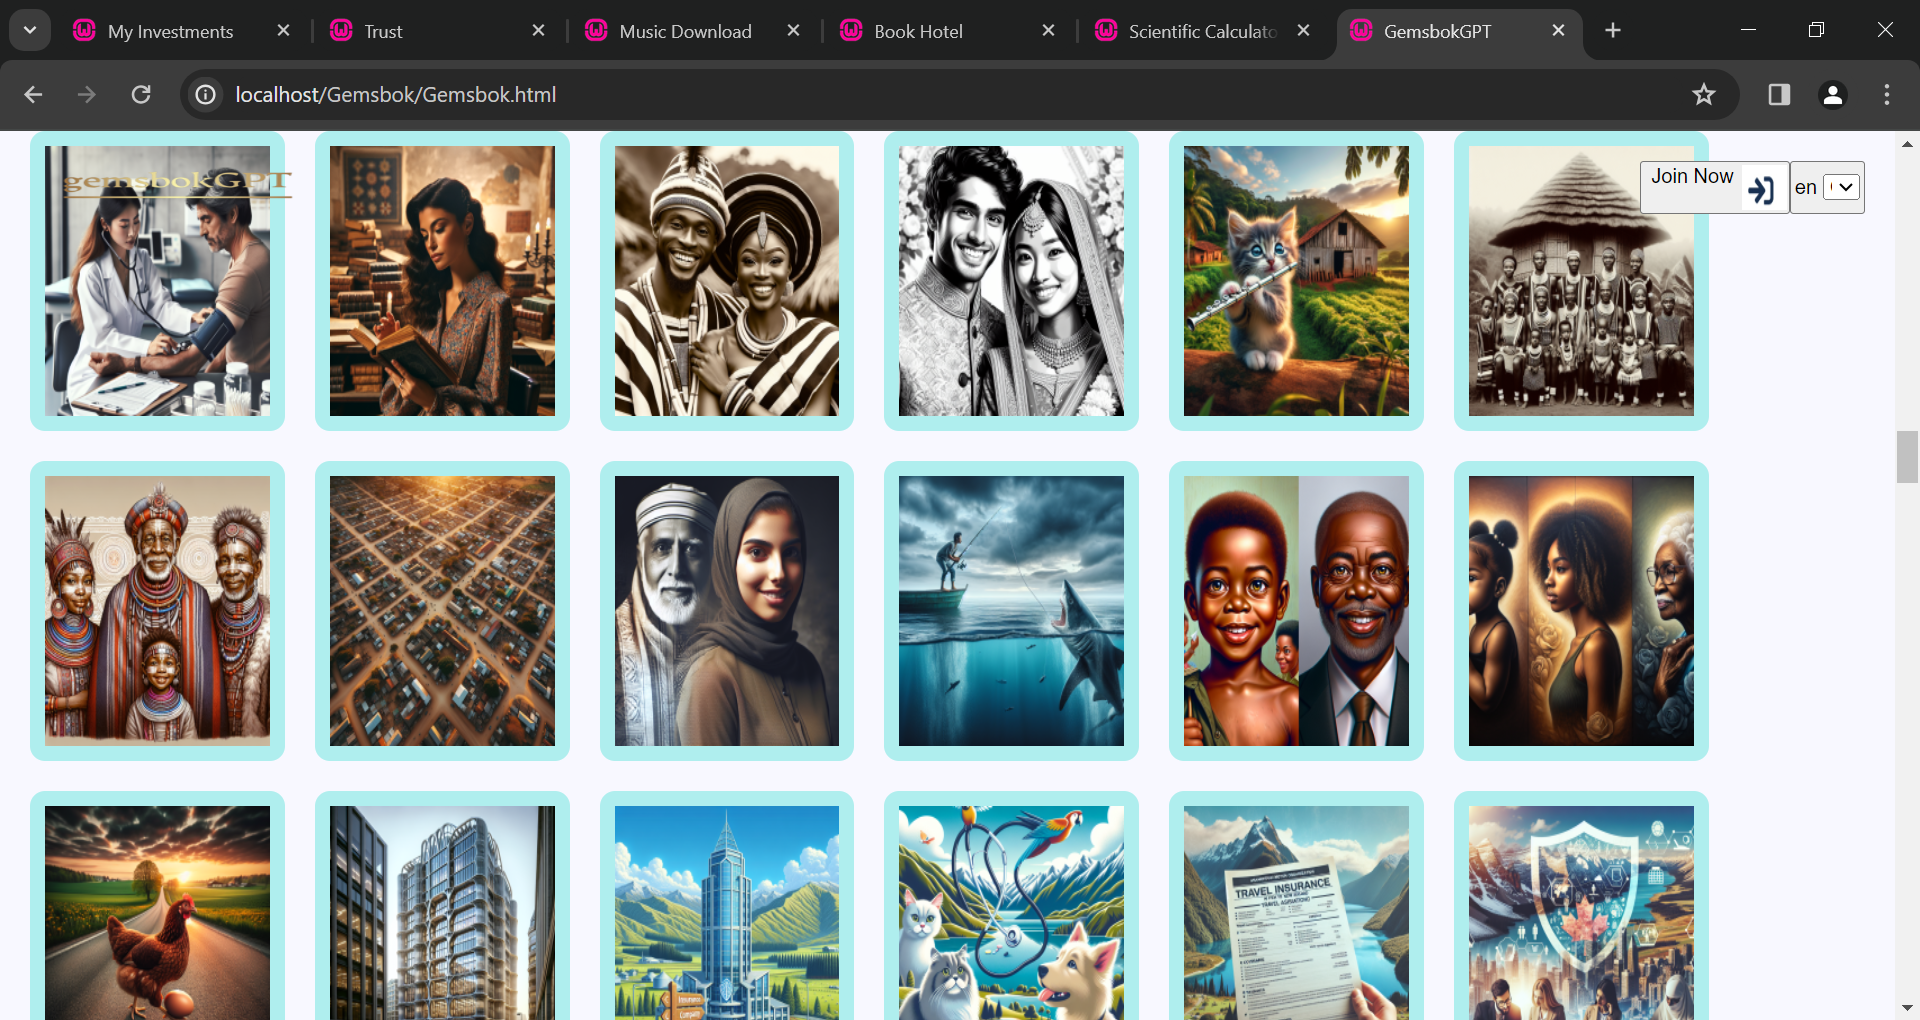 My Investments
Trust
Music Download
Book Hotel
Scientific Calculato
GemsbokGPT
localhost/Gemsbok/Gemsbok.html
gemsbokGPT
Join Now
en
TRAVEL INSURANCE